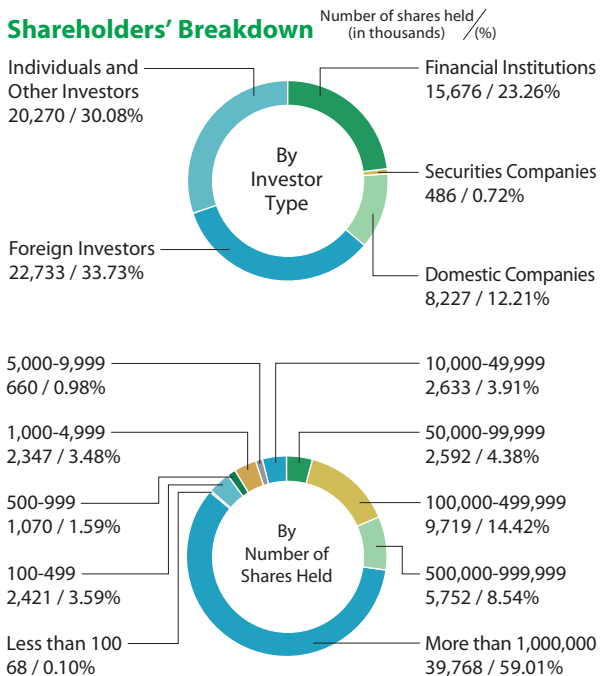 Shareholders’ Breakdown
Number of shares held
(in thousands) /(%)
Individuals and
Other Investors
20,270 / 30.08%
Financial Institutions
15,676 / 23.26%
Securities Companies
486 / 0.72%
Domestic Companies
8,227 / 12.21%
Foreign Investors
22,733 / 33.73%
By
Investor
Type
5,000-9,999
660 / 0.98%
10,000-49,999
2,633 / 3.91%
1,000-4,999
2,347 / 3.48%
50,000-99,999
2,592 / 4.38%
500-999
1,070 / 1.59%
100,000-499,999
9,719 / 14.42%
100-499
2,421 / 3.59%
500,000-999,999
5,752 / 8.54%
Less than 100
68 / 0.10%
More than 1,000,000
39,768 / 59.01%
By
Number of
Shares Held